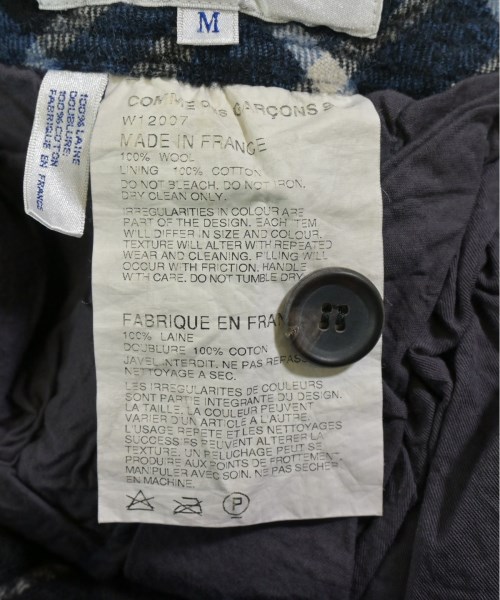 M
100% LAINE
DOUBLURE:
100% COTON
FABRIQUE EN FRANCE
COMME DES GARÇONS
W12007
MADE IN FRANCE
100% WOOL
LINING 100% COTTON
DO NOT BLEACH. DO NOT IRON.
DRY CLEAN ONLY.
IRREGULARITIES IN COLOUR ARE
PART OF THE DESIGN. EACH ITEM
WILL DIFFER IN SIZE AND COLOUR.
TEXTURE WILL ALTER WITH REPEATED
WEAR AND CLEANING. PILLING WILL
OCCUR WITH FRICTION. HANDLE
WITH CARE. DO NOT TUMBLE DRY.
FABRIQUE EN FRAN
100% LAINE
DOUBLURE 100% COTON
JAVEL INTERDIT. NE PAS REPASS
NETTOYAGE A SEC.
LES IRREGULARITES DE COULEURS
SONT PARTIE INTEGRANTE DU DESIGN.
LA TAILLE, LA COULEUR PEUVENT
VARIER D'UN ARTICLE A L'AUTRE.
L'USAGE REPETE ET LES NETTOYAGES
SUCCESSIFS PEUVENT ALTERER LA
TEXTURE. UN PELUCHAGE PEUT SE
PRODUIRE AUX POINTS DE FROTTEMENT.
MANIPULER AVEC SOIN. NE PAS SECHER
EN MACHINE.
P